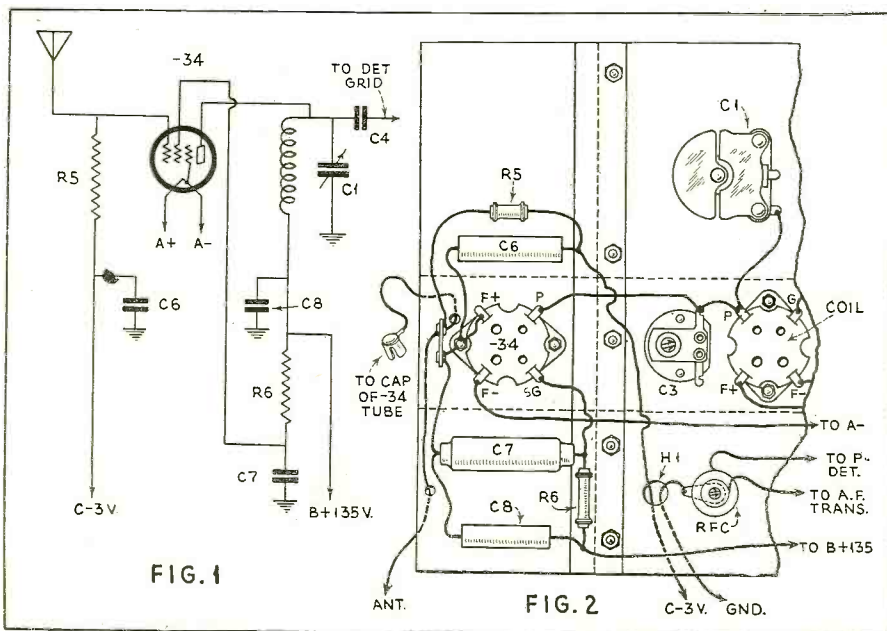 -34
TO DET
GRID
C4
R5
C1
A+
A-
C6
C8
R6
C7
C-3V.
B+135V.
FIG.1
C1
R5
C6
F+
P
-34
F-
SG
TO CAP
OF-34
TUBE
P
G
COIL
C3
F+
F-
TO A-
C7
H1
TO P-
DET.
R6
TO A.F.
TRANS.
RFC
C8
TO B+135
ANT.
FIG.2
C-3V.
GND.